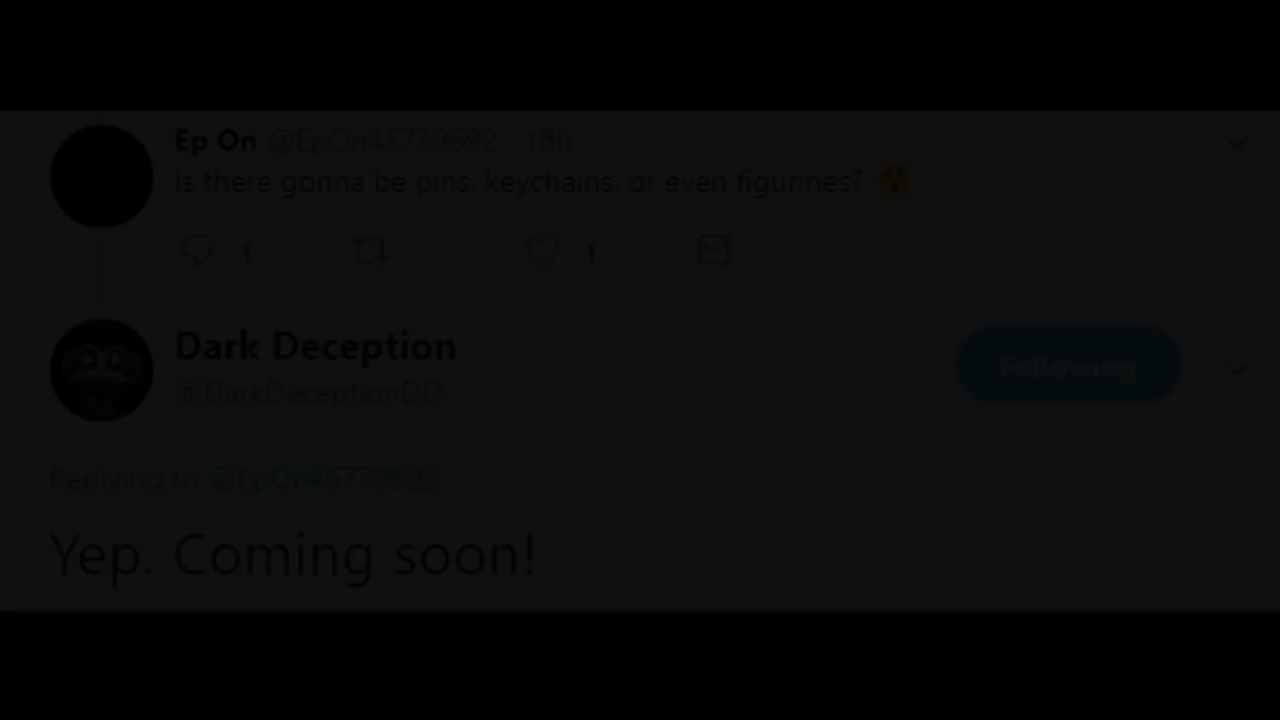 Ep On @EpOn45739692 16h
Is there gonna be pins, keychains, or even figurines? 😮
1 1
Dark Deception
@DarkDeceptionDD
Following
Replying to @EpOn45739692
Yep. Coming soon!